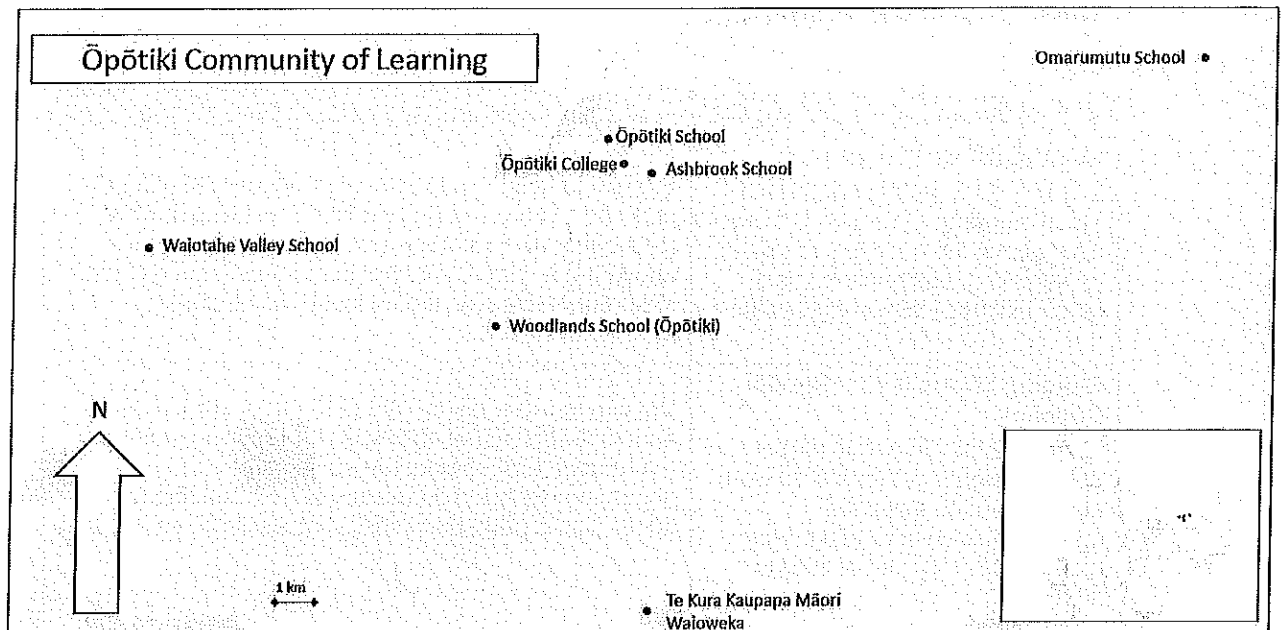 Ōpōtiki Community of Learning
Omarumutu School
Ōpōtiki School
Ōpōtiki College
Ashbrook School
Waiotahe Valley School
Woodlands School (Ōpōtiki)
N
1 km
Te Kura Kaupapa Māori
Waioweka